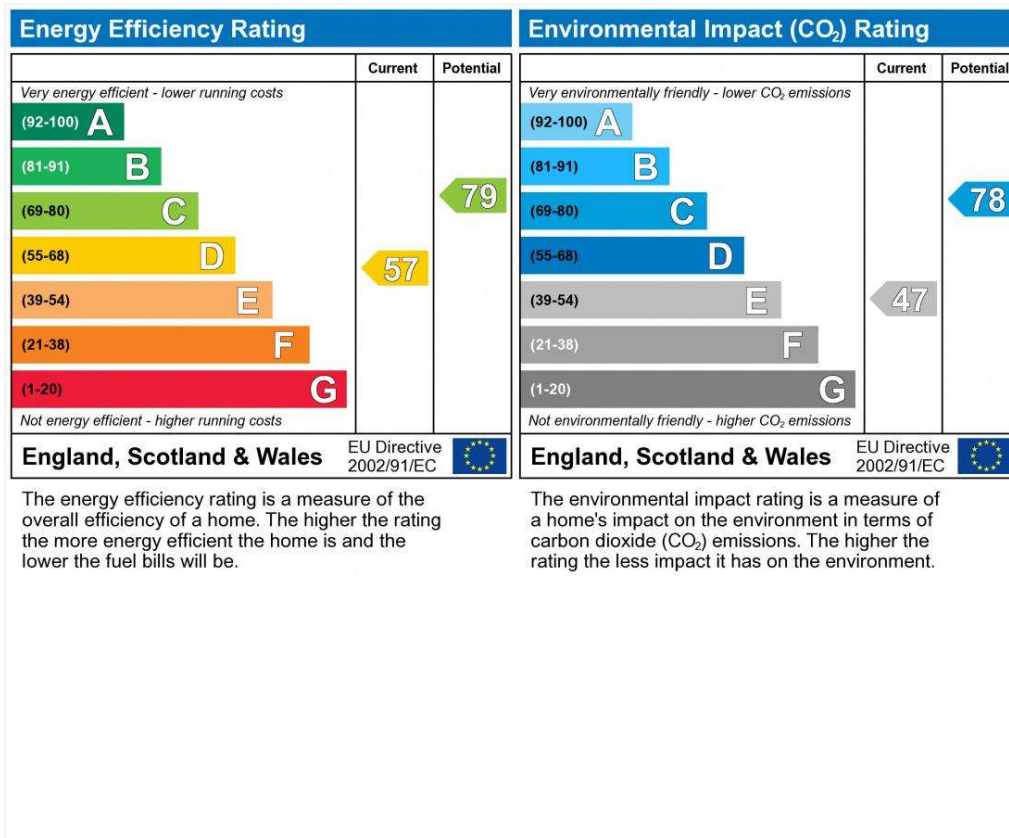 Energy Efficiency Rating
Current Potential
Very energy efficient - lower running costs
(92-100) A
(81-91) B
(69-80) C
(55-68) D
(39-54) E
(21-38) F
(1-20) G
57
79
Not energy efficient - higher running costs
England, Scotland & Wales
EU Directive
2002/91/EC
The energy efficiency rating is a measure of the
overall efficiency of a home. The higher the rating
the more energy efficient the home is and the
lower the fuel bills will be.
Environmental Impact (CO₂) Rating
Current Potential
Very environmentally friendly - lower CO₂ emissions
(92-100) A
(81-91) B
(69-80) C
(55-68) D
(39-54) E
(21-38) F
(1-20) G
47
78
Not environmentally friendly - higher CO₂ emissions
England, Scotland & Wales
EU Directive
2002/91/EC
The environmental impact rating is a measure of
a home's impact on the environment in terms of
carbon dioxide (CO₂) emissions. The higher the
rating the less impact it has on the environment.